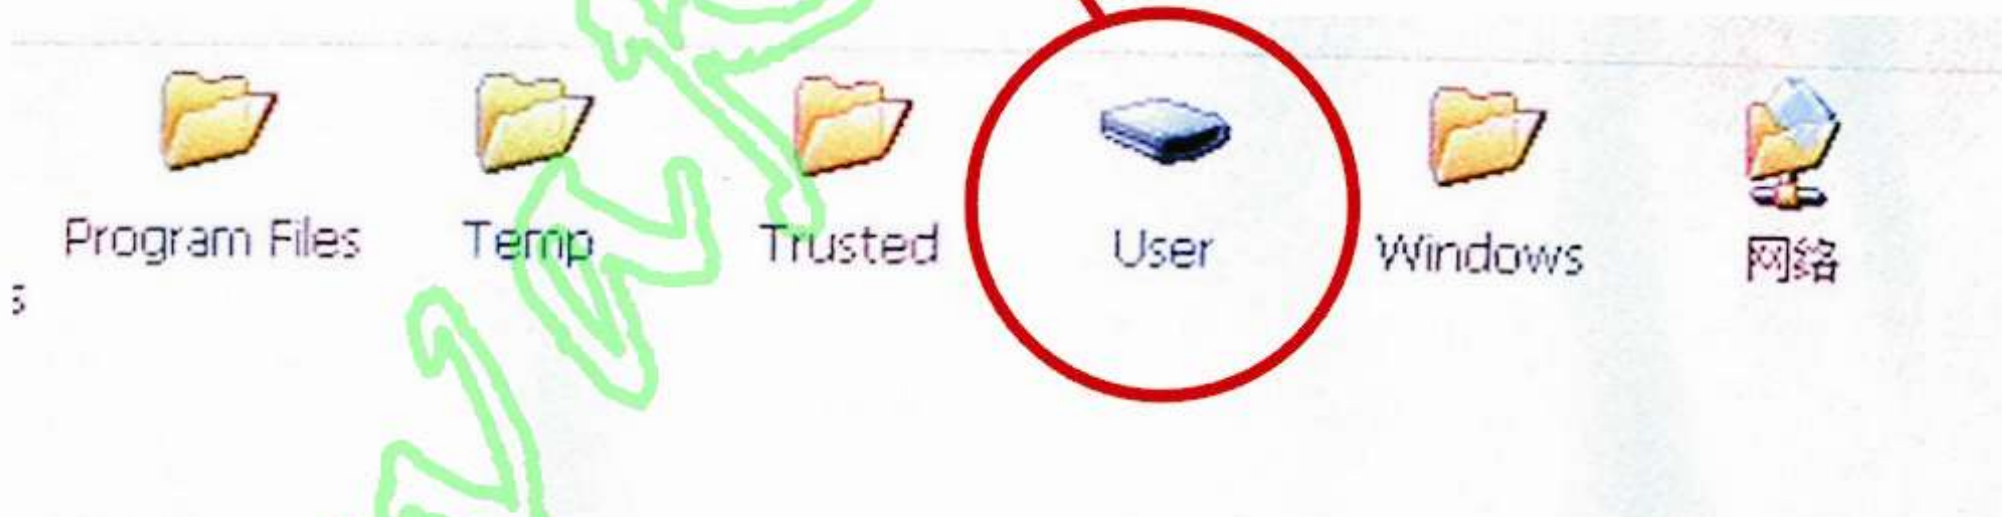 Program Files
Temp
Trusted
User
Windows
网络
s